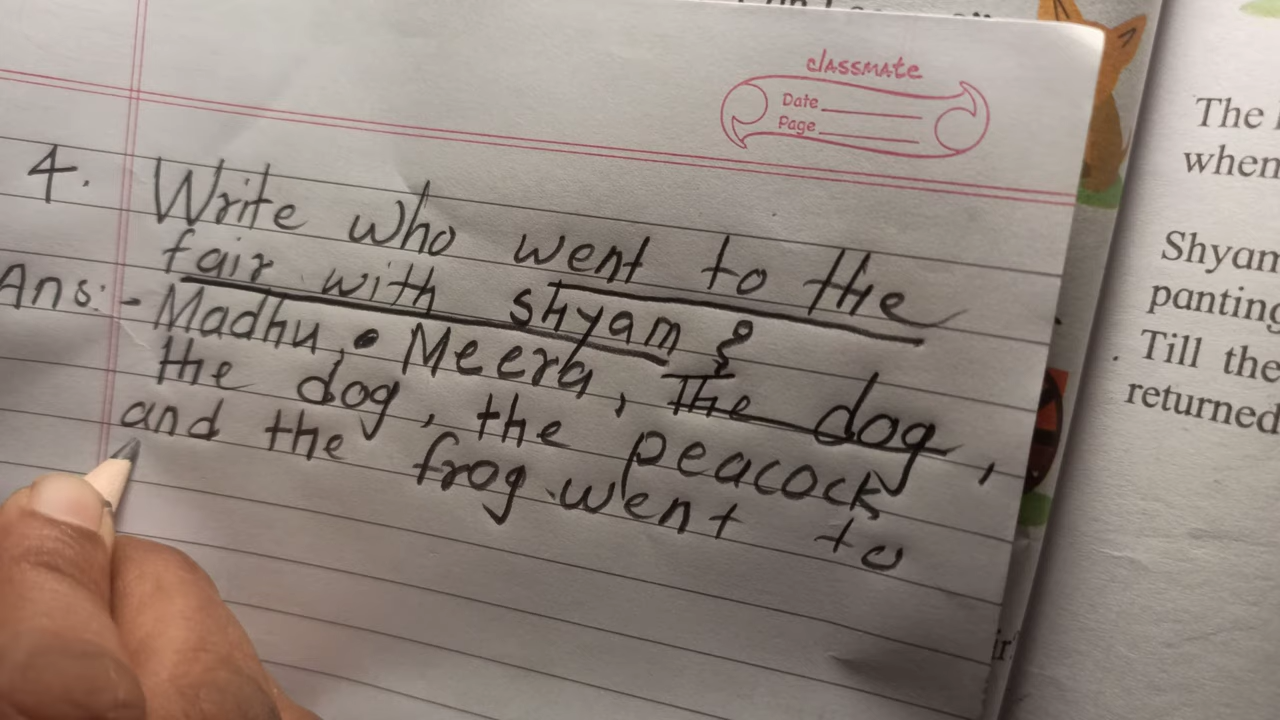 classmate
Date
Page
4. Write who went to the
fair with shyam ?
Ans:- Madhu, Meera, The dog,
the dog, the peacock
and the frog went to
The
when
Shyam
panting
. Till the
returned